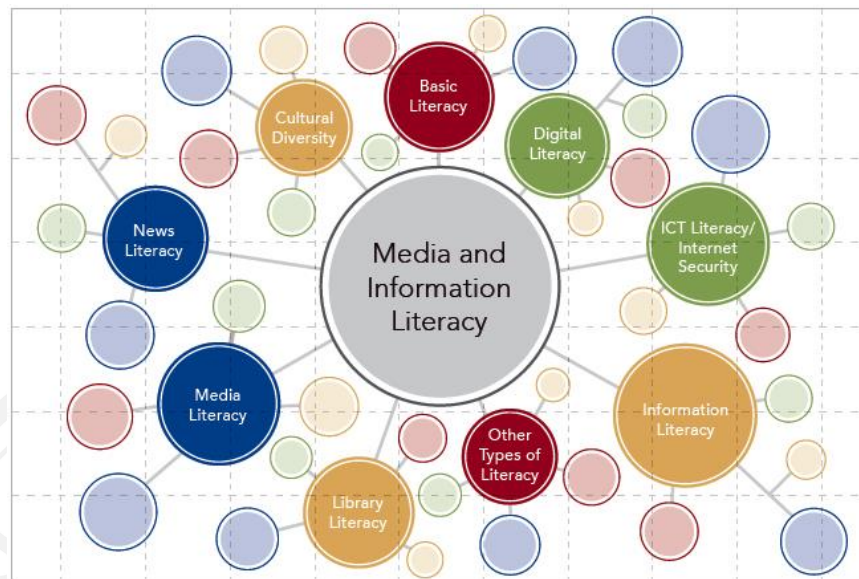 Basic
Literacy
Cultural
Diversity
Digital
Literacy
News
Literacy
ICT Literacy/
Internet
Security
Media and
Information
Literacy
Media
Literacy
Information
Literacy
Other
Types of
Literacy
Library
Literacy